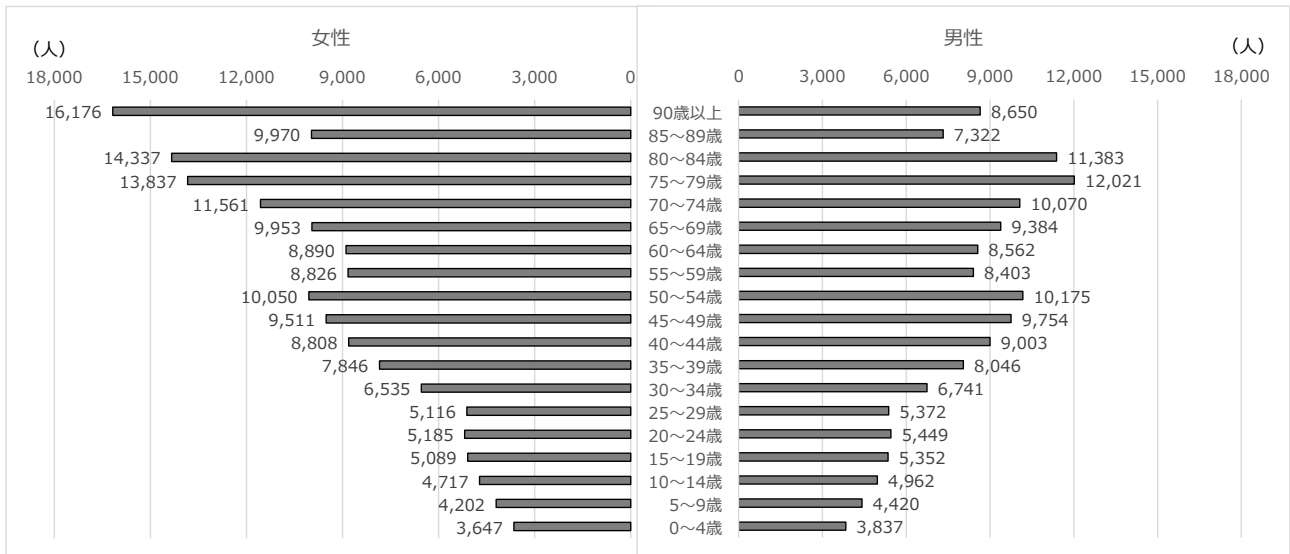 女性 男性
(人) (人)
18,000 15,000 12,000 9,000 6,000 3,000 0 0 3,000 6,000 9,000 12,000 15,000 18,000
16,176 90歳以上 8,650
9,970 85～89歳 7,322
14,337 80～84歳 11,383
13,837 75～79歳 12,021
11,561 70～74歳 10,070
9,953 65～69歳 9,384
8,890 60～64歳 8,562
8,826 55～59歳 8,403
10,050 50～54歳 10,175
9,511 45～49歳 9,754
8,808 40～44歳 9,003
7,846 35～39歳 8,046
6,535 30～34歳 6,741
5,116 25～29歳 5,372
5,185 20～24歳 5,449
5,089 15～19歳 5,352
4,717 10～14歳 4,962
4,202 5～9歳 4,420
3,647 0～4歳 3,837